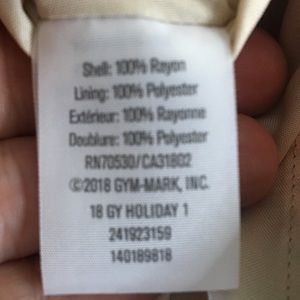 Shell: 100% Rayon
Lining: 100% Polyester
Extérieur: 100% Rayonne
Doublure: 100% Polyester
RN70530/CA31802
©2018 GYM-MARK, INC.
18 GY HOLIDAY 1
241923159
140189818